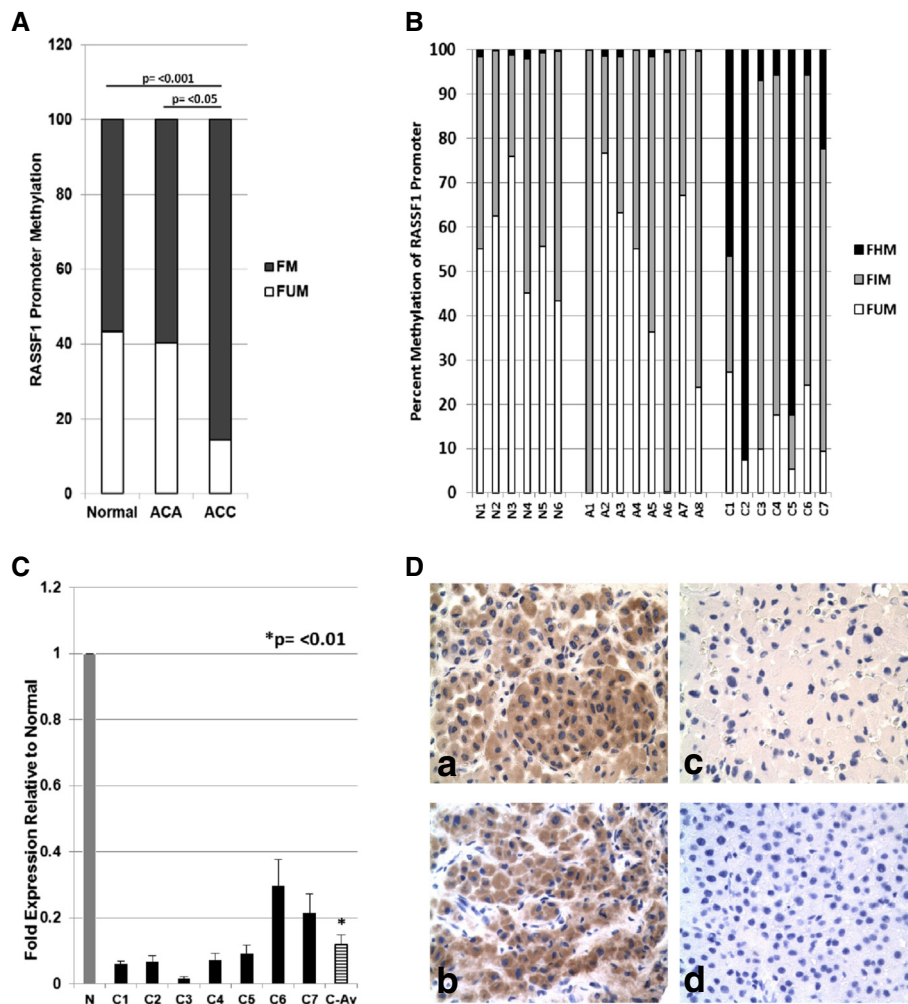 A
RASSF1 Promoter Methylation
120
100
80
60
40
20
0
p= <0.001
p= <0.05
Normal ACA ACC
FM
FUM
B
Percent Methylation of RASSF1 Promoter
100
90
80
70
60
50
40
30
20
10
0
N1 N2 N3 N4 N5 N6 A1 A2 A3 A4 A5 A6 A7 A8 C1 C2 C3 C4 C5 C6 C7
FHM
FIM
FUM
C
Fold Expression Relative to Normal
1.2
1
0.8
0.6
0.4
0.2
0
*p= <0.01
*
N C1 C2 C3 C4 C5 C6 C7 C-Av
D
a
c
b
d